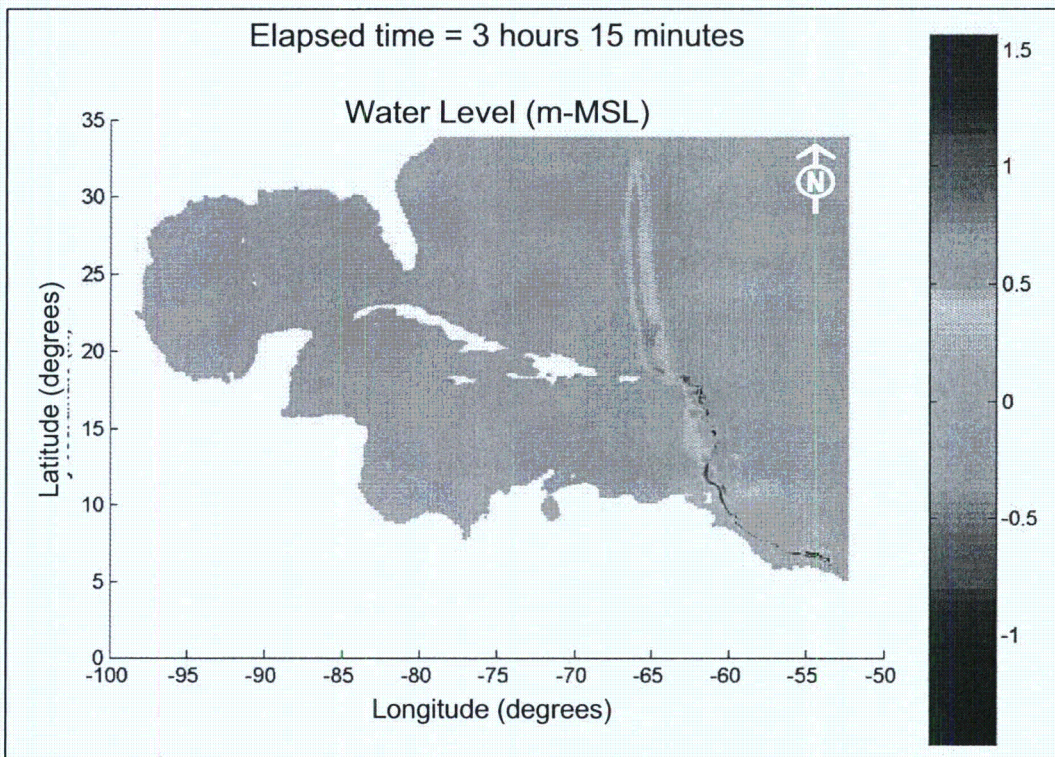 Elapsed time = 3 hours 15 minutes
Water Level (m-MSL)
N
35
30
25
20
15
10
5
0
Latitude (degrees)
-100 -95 -90 -85 -80 -75 -70 -65 -60 -55 -50
Longitude (degrees)
1.5
1
0.5
0
-0.5
-1